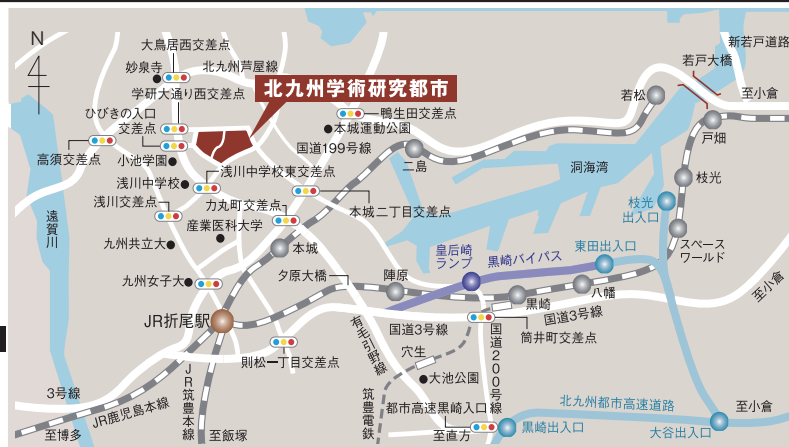 N
大鳥居西交差点
妙泉寺
北九州芦屋線
学研大通り西交差点
北九州学術研究都市
ひびきの入口
交差点
高須交差点
小池学園
浅川中学校
浅川中学校東交差点
浅川交差点
力丸町交差点
産業医科大学
九州共立大
九州女子大
遠賀川
鴨生田交差点
本城運動公園
国道199号線
二島
本城二丁目交差点
本城
若松
若戸大橋
新若戸道路
至小倉
戸畑
洞海湾
枝光
枝光
出入口
スペース
ワールド
皇后崎
ランプ
黒崎バイパス
東田出入口
夕原大橋
陣原
黒崎
八幡
至小倉
JR折尾駅
国道3号線
国道3号線
筒井町交差点
有毛引野線
国道200号線
穴生
則松一丁目交差点
大池公園
3号線
JR鹿児島本線
JR筑豊本線
筑豊電鉄
都市高速黒崎入口
北九州都市高速道路
至小倉
至博多
至飯塚
至直方
黒崎出入口
大谷出入口